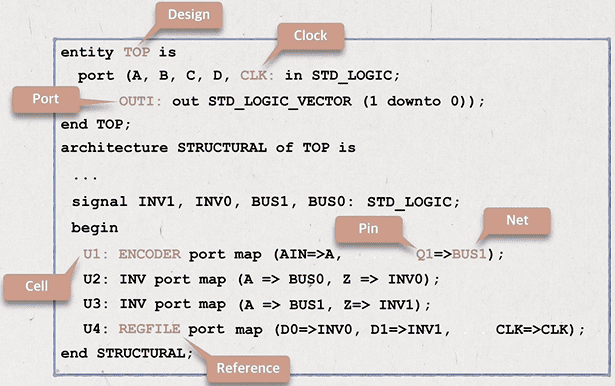 Design
Clock
entity TOP is
port (A, B, C, D, CLK: in STD_LOGIC;
Port
OUTI: out STD_LOGIC_VECTOR (1 downto 0));
end TOP;
architecture STRUCTURAL of TOP is
...
signal INV1, INV0, BUS1, BUS0: STD_LOGIC;
begin
Pin
Net
U1: ENCODER port map (AIN=>A, Q1=>BUS1);
Cell
U2: INV port map (A => BUS0, Z => INV0);
U3: INV port map (A => BUS1, Z=> INV1);
U4: REGFILE port map (D0=>INV0, D1=>INV1, CLK=>CLK);
end STRUCTURAL;
Reference